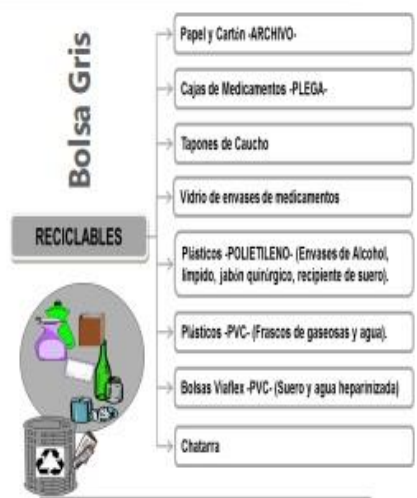 Bolsa Gris
RECICLABLES
Papel y Cartón -ARCHIVO-
Cajas de Medicamentos -PLEGA-
Tapones de Caucho
Vidrio de envases de medicamentos
Plásticos -POLIETILENO- (Envases de Alcohol,
límpido, jabón quirúrgico, recipiente de suero).
Plásticos -PVC- (Frascos de gaseosas y agua).
Bolsas Viaflex -PVC- (Suero y agua heparinizada)
Chatarra